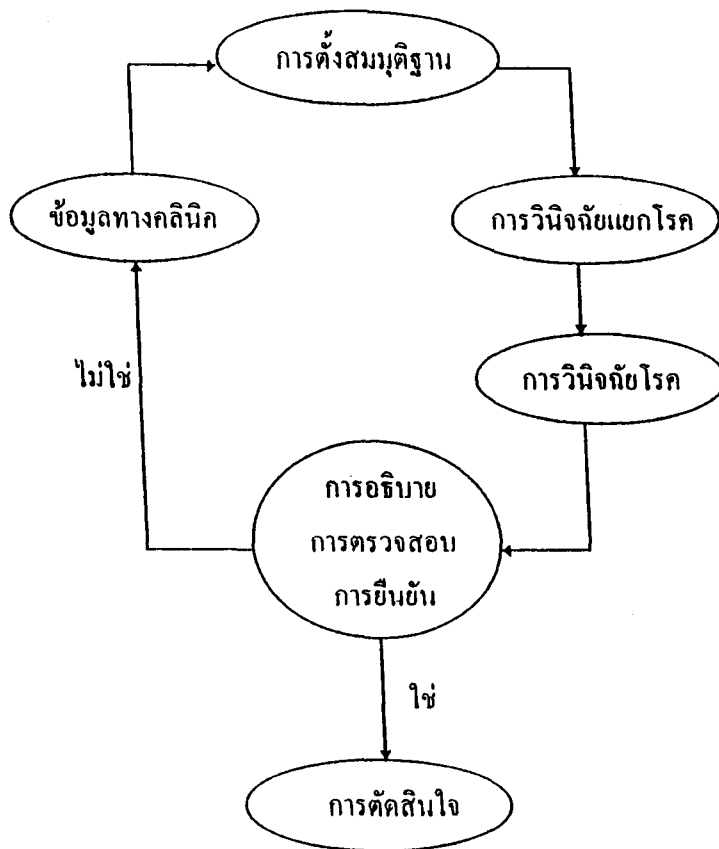 การตั้งสมมุติฐาน
ข้อมูลทางคลินิค
การวินิจฉัยแยกโรค
ไม่ใช่
การวินิจฉัยโรค
การอธิบาย
การตรวจสอบ
การยืนยัน
ใช่
การตัดสินใจ